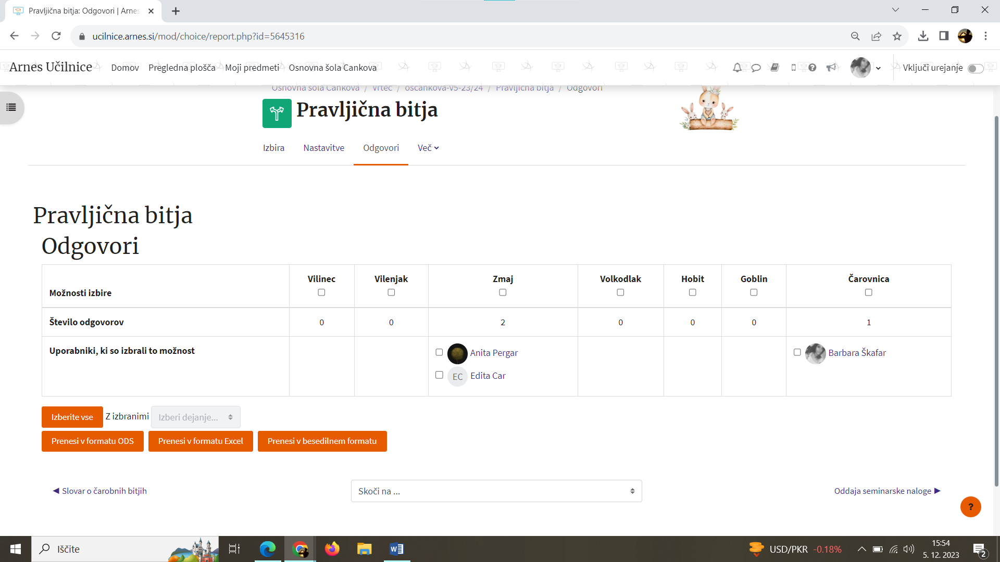 Pravljična bitja: Odgovori | Arnes
ucilnice.arnes.si/mod/choice/report.php?id=5645316
Arnes Učilnice
Domov
Pregledna plošča
Moji predmeti
Osnovna šola Cankova
Vključi urejanje
Osnovna šola Cankova / Vrtec / oscankova-v5-23/24 / Pravljična bitja / Odgovori
Pravljična bitja
Izbira
Nastavitve
Odgovori
Več
Pravljična bitja
Odgovori
Možnosti izbire
Vilinec
Vilenjak
Zmaj
Volkodlak
Hobit
Goblin
Čarovnica
Število odgovorov
0
0
2
0
0
0
1
Uporabniki, ki so izbrali to možnost
Anita Pergar
EC Edita Car
Barbara Škafar
Izberite vse
Z izbranimi
Izberi dejanje...
Prenesi v formatu ODS
Prenesi v formatu Excel
Prenesi v besedilnem formatu
◀ Slovar o čarobnih bitjih
Skoči na ...
Oddaja seminarske naloge ▶
?
Iščite
USD/PKR -0.18%
15:54
5. 12. 2023
2